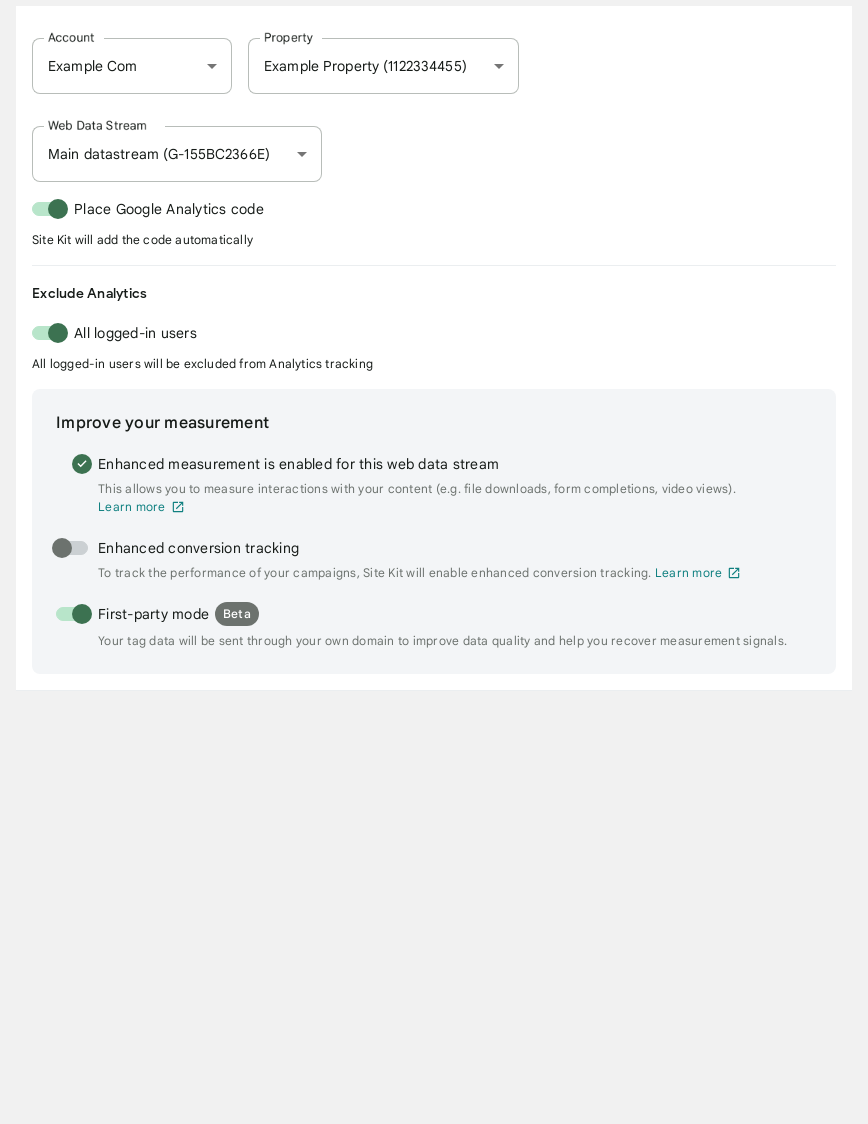 Account
Property
Example Com
Example Property (1122334455)
Web Data Stream
Main datastream (G-155BC2366E)
Place Google Analytics code
Site Kit will add the code automatically
Exclude Analytics
All logged-in users
All logged-in users will be excluded from Analytics tracking
Improve your measurement
Enhanced measurement is enabled for this web data stream
This allows you to measure interactions with your content (e.g. file downloads, form completions, video views).
Learn more
Enhanced conversion tracking
To track the performance of your campaigns, Site Kit will enable enhanced conversion tracking. Learn more
First-party mode Beta
Your tag data will be sent through your own domain to improve data quality and help you recover measurement signals.